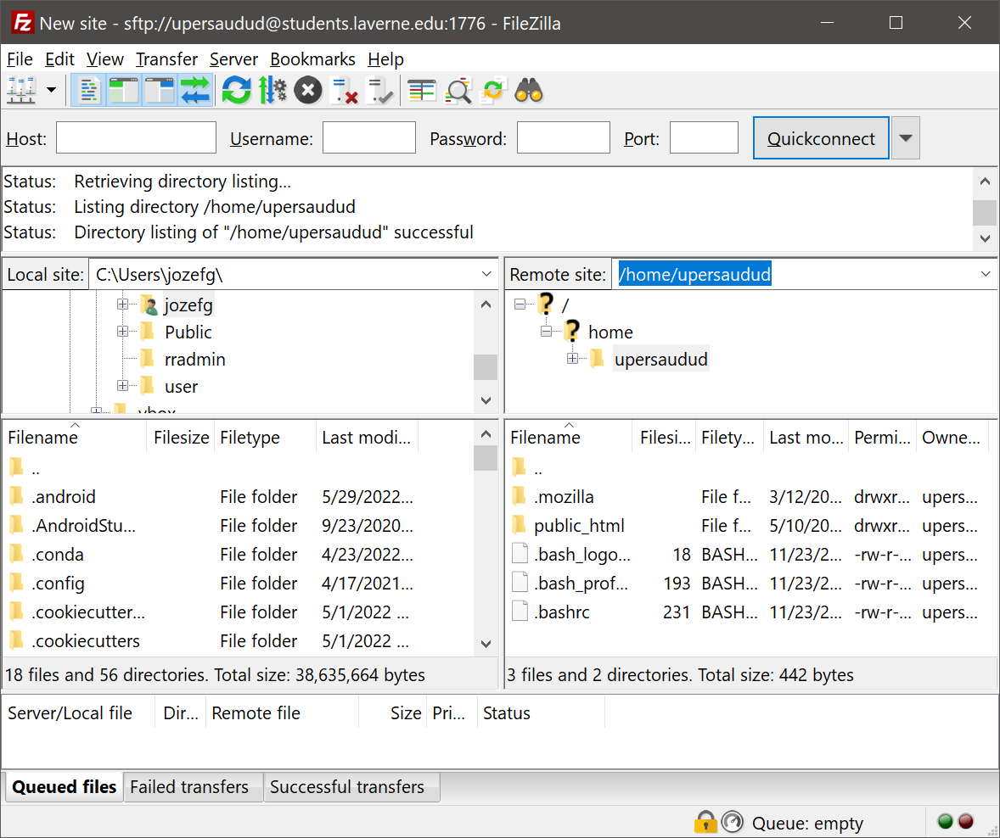 New site - sftp://upersaudud@students.laverne.edu:1776 - FileZilla
File Edit View Transfer Server Bookmarks Help
Host: Username: Password: Port: Quickconnect
Status: Retrieving directory listing...
Status: Listing directory /home/upersaudud
Status: Directory listing of "/home/upersaudud" successful
Local site: C:\Users\jozefg\
jozefg
Public
rradmin
user
vbox
Remote site: /home/upersaudud
? /
? home
upersaudud
Filename Filesize Filetype Last modi...
..
.android File folder 5/29/2022...
.AndroidStu... File folder 9/23/2020...
.conda File folder 4/23/2022...
.config File folder 4/17/2021...
.cookiecutter... File folder 5/1/2022 ...
.cookiecutters File folder 5/1/2022 ...
18 files and 56 directories. Total size: 38,635,664 bytes
Filename Filesi... Filety... Last mo... Permi... Owne...
..
.mozilla File f... 3/12/20... drwxr... upers...
public_html File f... 5/10/20... drwxr... upers...
.bash_logo... 18 BASH... 11/23/2... -rw-r-... upers...
.bash_prof... 193 BASH... 11/23/2... -rw-r-... upers...
.bashrc 231 BASH... 11/23/2... -rw-r-... upers...
3 files and 2 directories. Total size: 442 bytes
Server/Local file Dir... Remote file Size Pri... Status
Queued files Failed transfers Successful transfers
Queue: empty